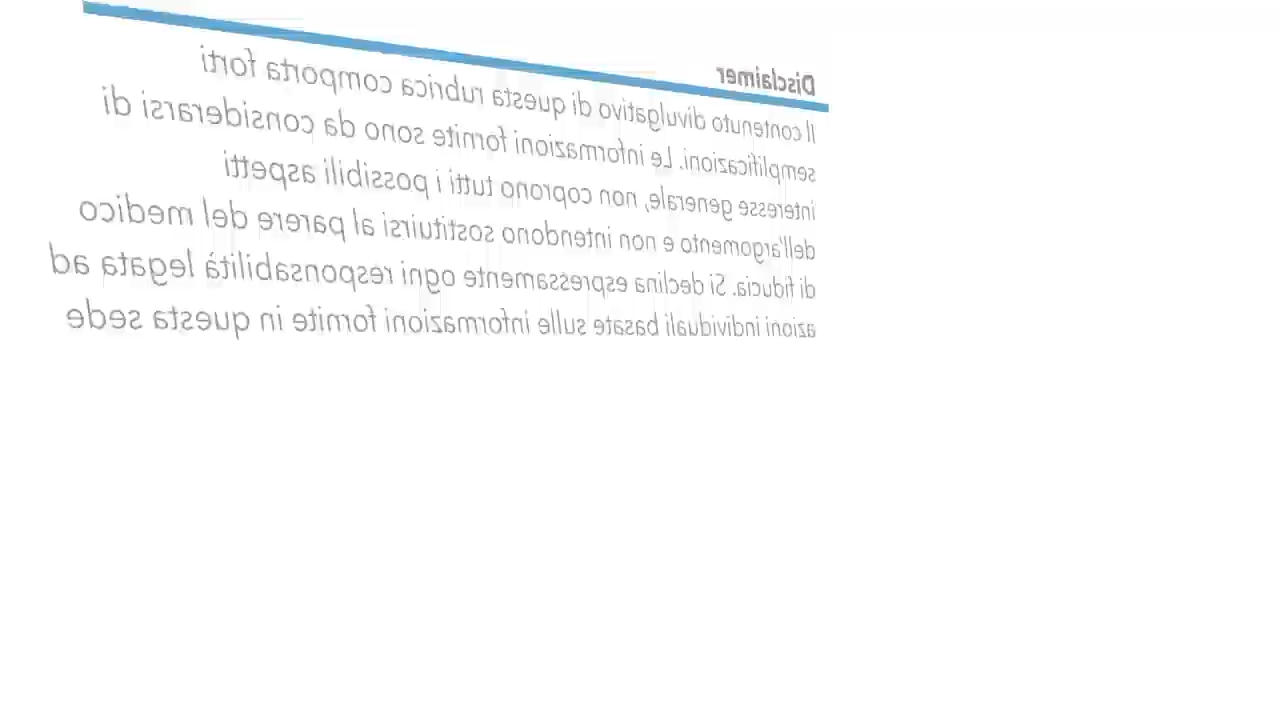 Disclaimer
Il contenuto divulgativo di questa rubrica comporta forti
semplificazioni. Le informazioni fornite sono da considerarsi di
interesse generale, non coprono tutti i possibili aspetti
dell'argomento e non intendono sostituirsi al parere del medico
di fiducia. Si declina espressamente ogni responsabilità legata ad
azioni individuali basate sulle informazioni fornite in questa sede